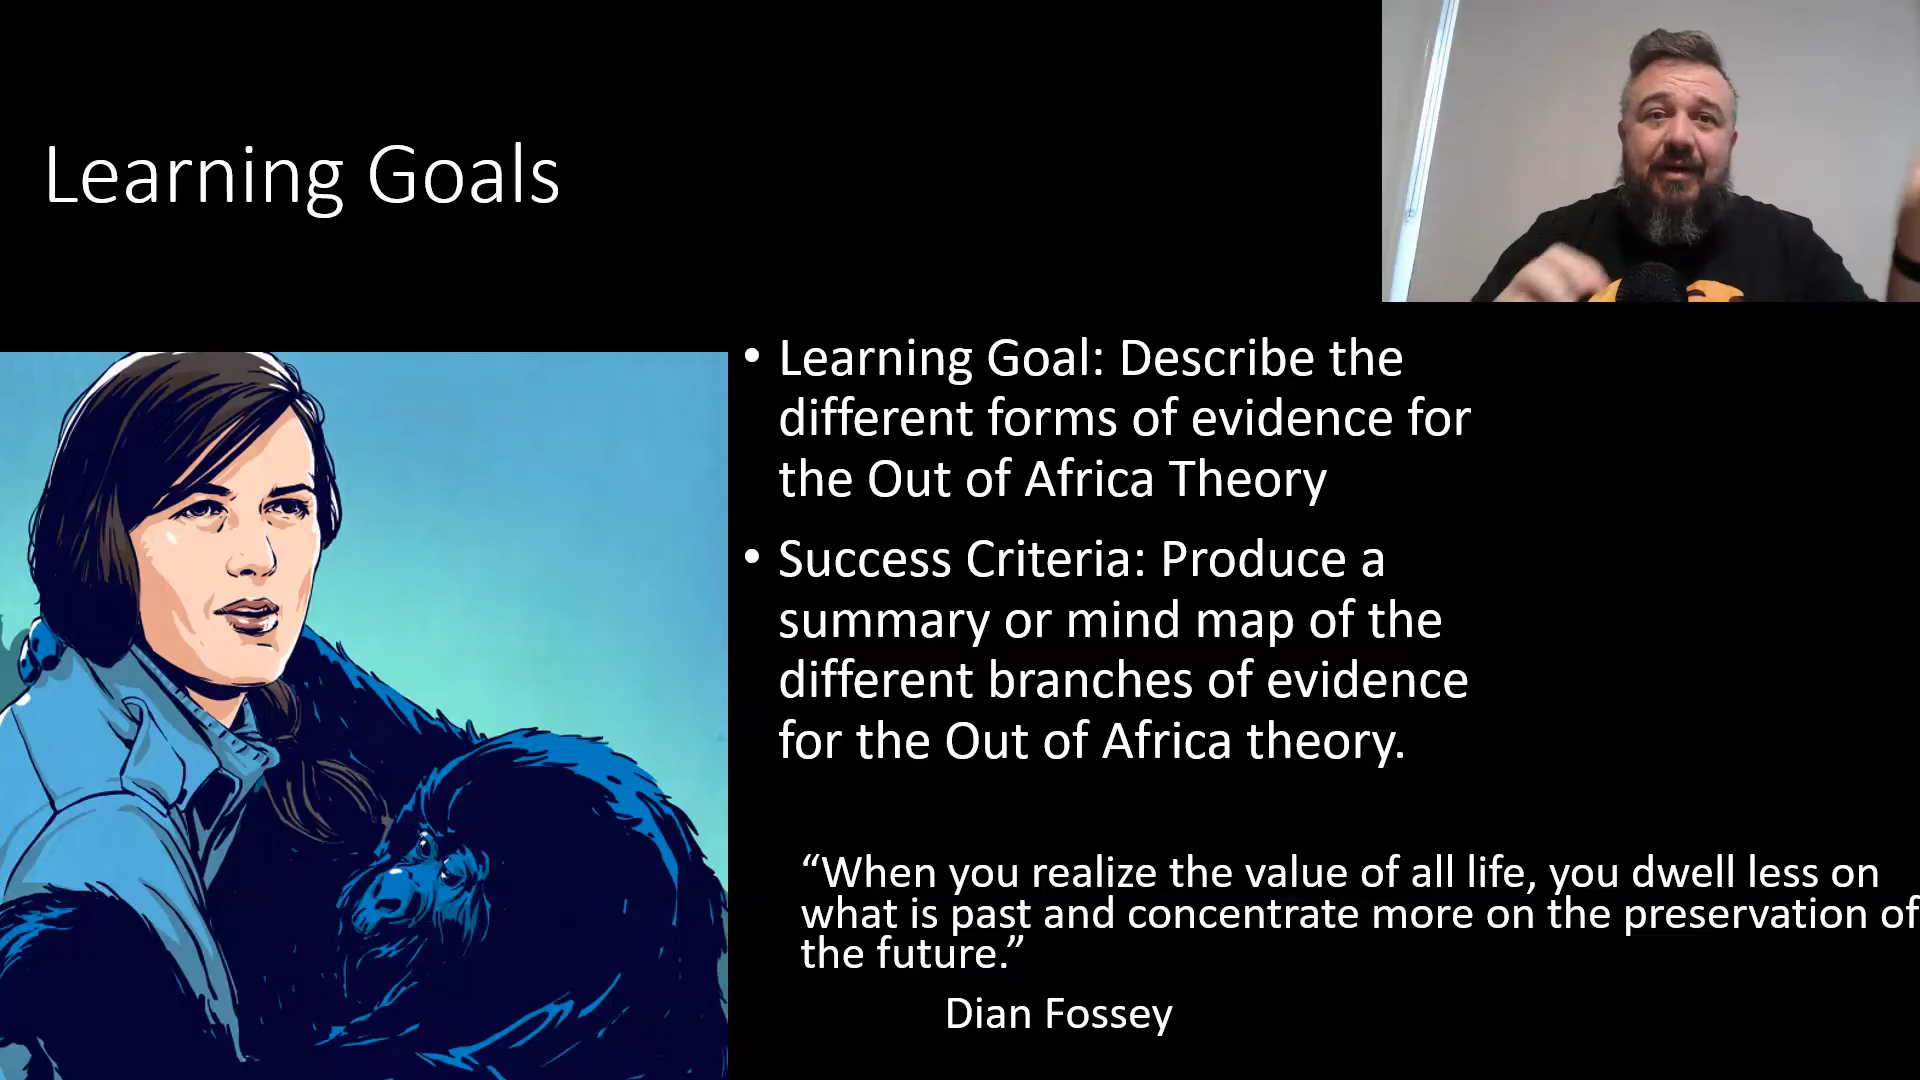 Learning Goals
• Learning Goal: Describe the
different forms of evidence for
the Out of Africa Theory
• Success Criteria: Produce a
summary or mind map of the
different branches of evidence
for the Out of Africa theory.
“When you realize the value of all life, you dwell less on
what is past and concentrate more on the preservation of
the future.”
Dian Fossey